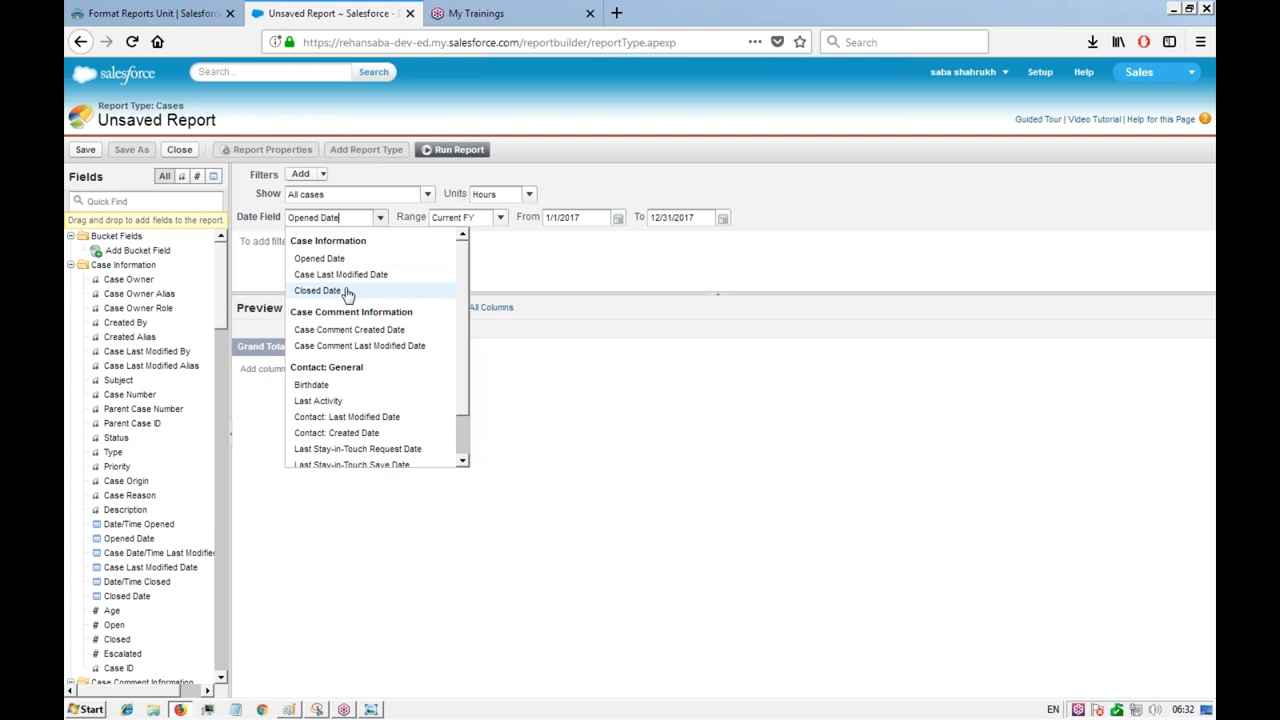 Format Reports Unit | Salesforc
Unsaved Report ~ Salesforce -
My Trainings
https://rehansaba-dev-ed.my.salesforce.com/reportbuilder/reportType.apexp
Search
salesforce
Search...
Search
saba shahrukh
Setup
Help
Sales
Report Type: Cases
Unsaved Report
Guided Tour | Video Tutorial | Help for this Page
Save
Save As
Close
Report Properties
Add Report Type
Run Report
Fields
All
a
#
Quick Find
Drag and drop to add fields to the report.
Bucket Fields
Add Bucket Field
Case Information
Case Owner
Case Owner Alias
Case Owner Role
Created By
Created Alias
Case Last Modified By
Case Last Modified Alias
Subject
Case Number
Parent Case Number
Parent Case ID
Status
Type
Priority
Case Origin
Case Reason
Description
Date/Time Opened
Opened Date
Case Date/Time Last Modified
Case Last Modified Date
Date/Time Closed
Closed Date
# Age
# Open
# Closed
# Escalated
Case ID
Case Comment Information
Filters Add
Show All cases Units Hours
Date Field Opened Date Range Current FY From 1/1/2017 To 12/31/2017
To add filte
Case Information
Opened Date
Case Last Modified Date
Closed Date
Case Comment Information
Case Comment Created Date
Case Comment Last Modified Date
Contact: General
Birthdate
Last Activity
Contact: Last Modified Date
Contact: Created Date
Last Stay-in-Touch Request Date
Last Stay-in-Touch Save Date
Preview
All Columns
Grand Tota
Add column
Start
EN
06:32